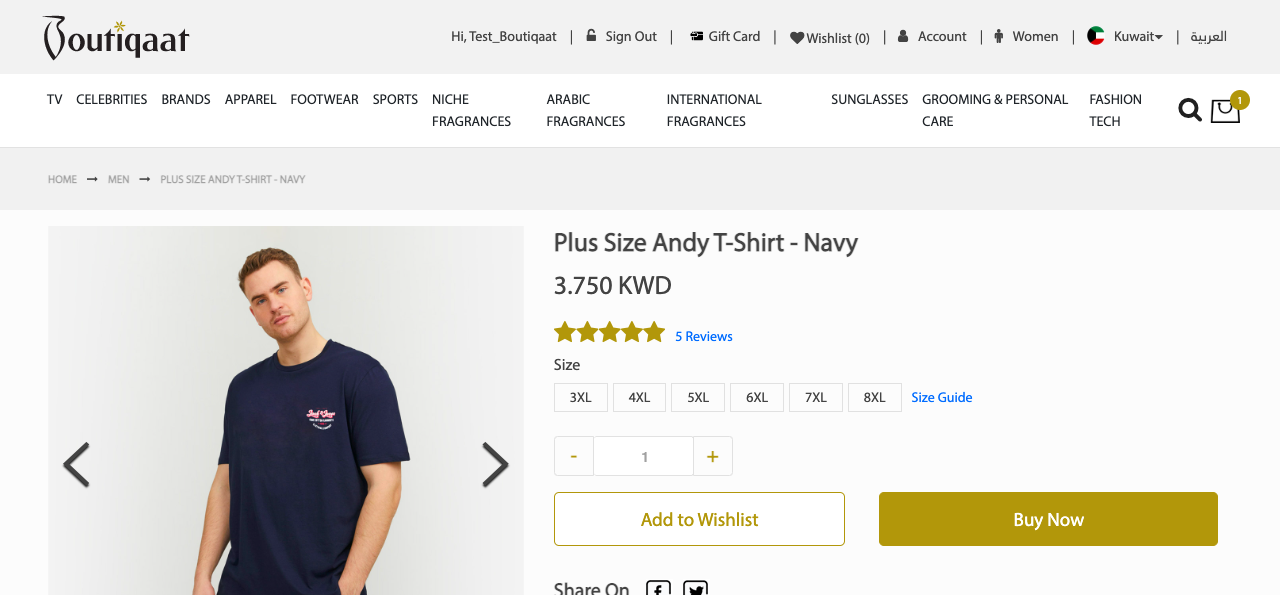 Boutiqaat
Hi, Test_Boutiqaat | Sign Out | Gift Card | Wishlist (0) | Account | Women | Kuwait | العربية
TV CELEBRITIES BRANDS APPAREL FOOTWEAR SPORTS NICHE FRAGRANCES ARABIC FRAGRANCES INTERNATIONAL FRAGRANCES SUNGLASSES GROOMING & PERSONAL CARE FASHION TECH
1
HOME MEN PLUS SIZE ANDY T-SHIRT - NAVY
Plus Size Andy T-Shirt - Navy
3.750 KWD
5 Reviews
Size
3XL 4XL 5XL 6XL 7XL 8XL Size Guide
- 1 +
Add to Wishlist Buy Now
Share On